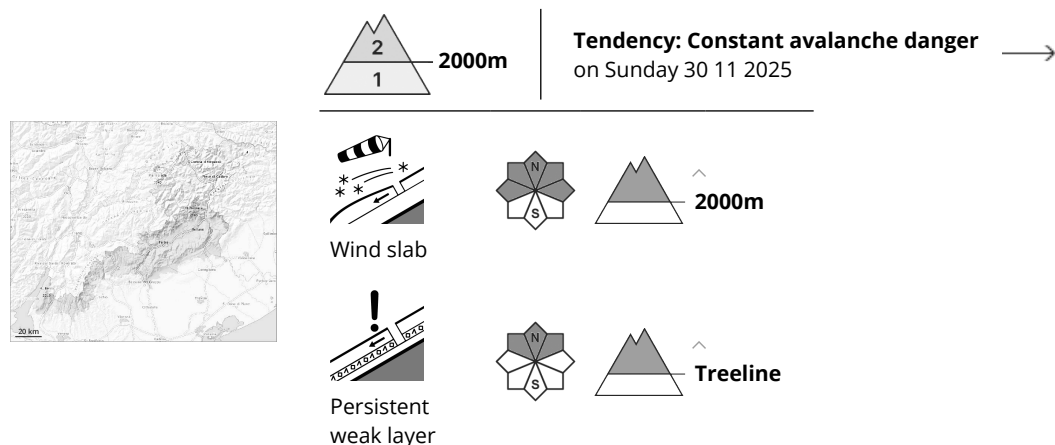 2
1
2000m
Tendency: Constant avalanche danger
on Sunday 30 11 2025
20 km
N
S
2000m
Wind slab
N
S
Treeline
Persistent
weak layer